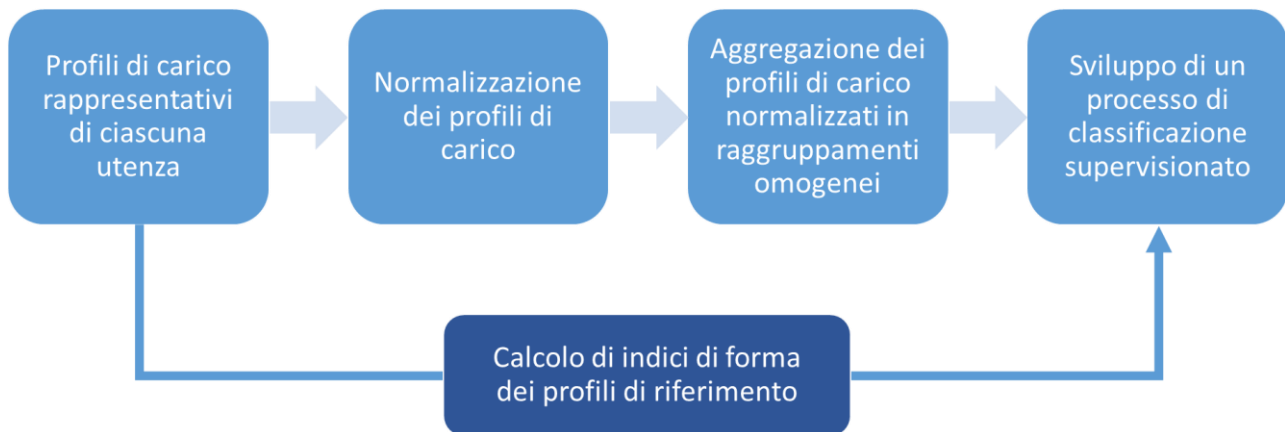 Profili di carico
rappresentativi
di ciascuna
utenza
Normalizzazione
dei profili di
carico
Aggregazione dei
profili di carico
normalizzati in
raggruppamenti
omogenei
Sviluppo di un
processo di
classificazione
supervisionato
Calcolo di indici di forma
dei profili di riferimento